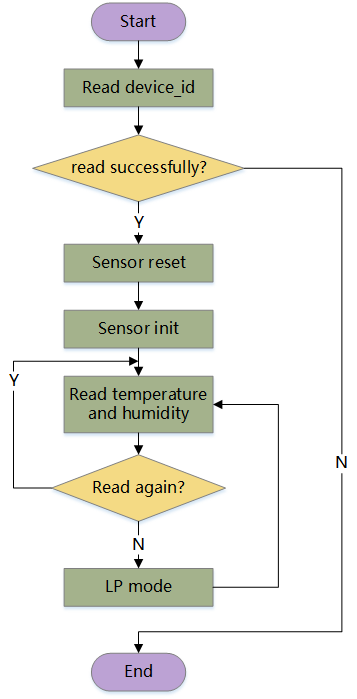 Start
Read device_id
read successfully?
Y
Sensor reset
Sensor init
Y
Read temperature
and humidity
N
Read again?
N
LP mode
End